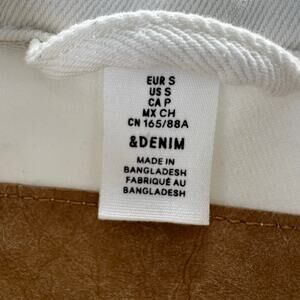 EUR S
US S
CA P
MX CH
CN 165/88A
&DENIM
MADE IN
BANGLADESH
FABRIQUÉ AU
BANGLADESH